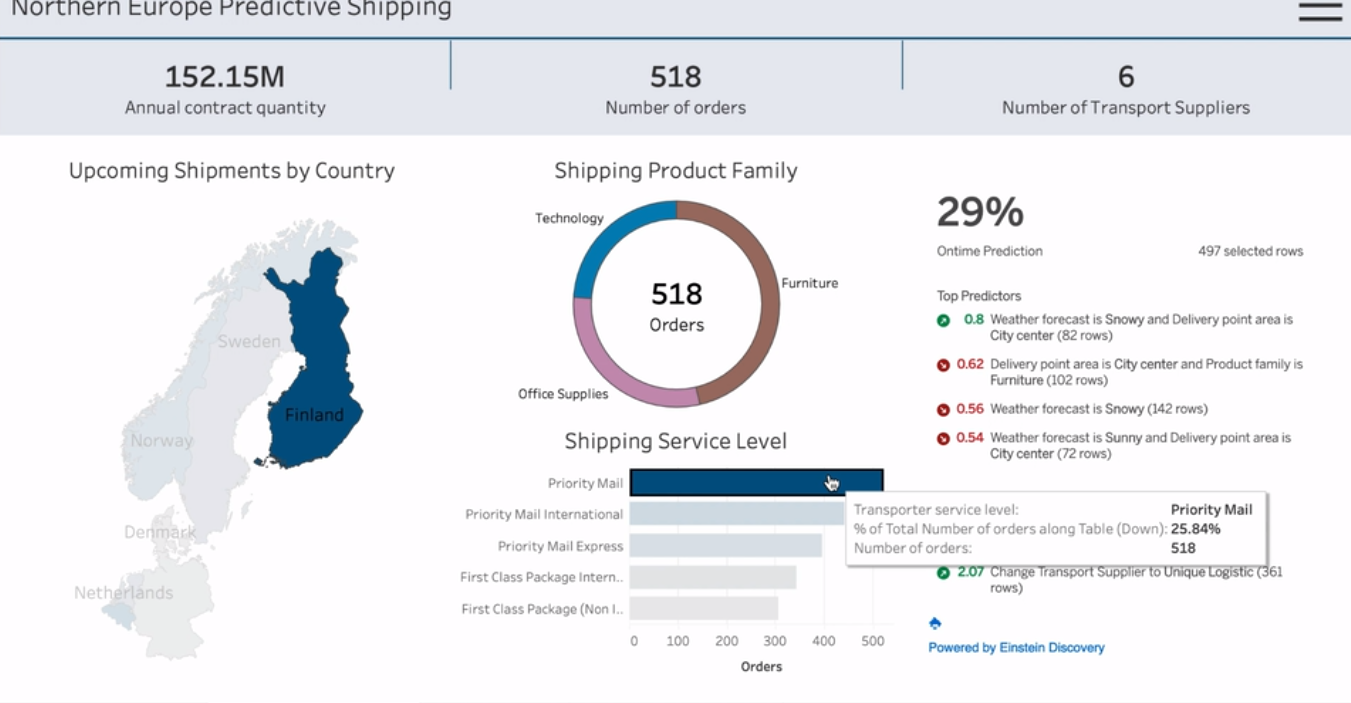 Northern Europe Predictive Shipping
152.15M
Annual contract quantity
518
Number of orders
6
Number of Transport Suppliers
Upcoming Shipments by Country
Sweden
Finland
Norway
Denmark
Netherlands
Shipping Product Family
Technology
Furniture
Office Supplies
518
Orders
Shipping Service Level
Priority Mail
Priority Mail International
Priority Mail Express
First Class Package Intern..
First Class Package (Non I..
0 100 200 300 400 500
Orders
Transporter service level: Priority Mail
% of Total Number of orders along Table (Down): 25.84%
Number of orders: 518
29%
Ontime Prediction 497 selected rows
Top Predictors
0.8 Weather forecast is Snowy and Delivery point area is
City center (82 rows)
0.62 Delivery point area is City center and Product family is
Furniture (102 rows)
0.56 Weather forecast is Snowy (142 rows)
0.54 Weather forecast is Sunny and Delivery point area is
City center (72 rows)
2.07 Change Transport Supplier to Unique Logistic (361
rows)
Powered by Einstein Discovery